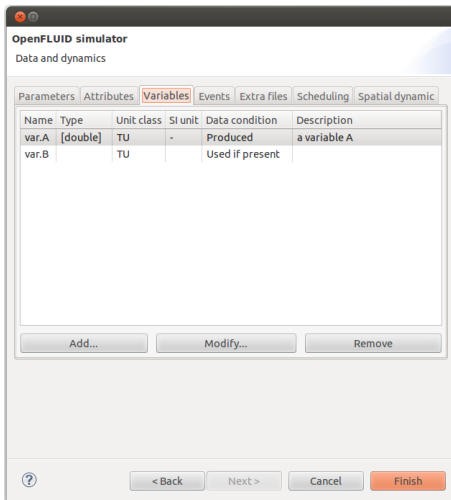 OpenFLUID simulator
Data and dynamics
Parameters Attributes Variables Events Extra files Scheduling Spatial dynamic
Name Type Unit class SI unit Data condition Description
var.A [double] TU - Produced a variable A
var.B TU Used if present
Add... Modify... Remove
? < Back Next > Cancel Finish